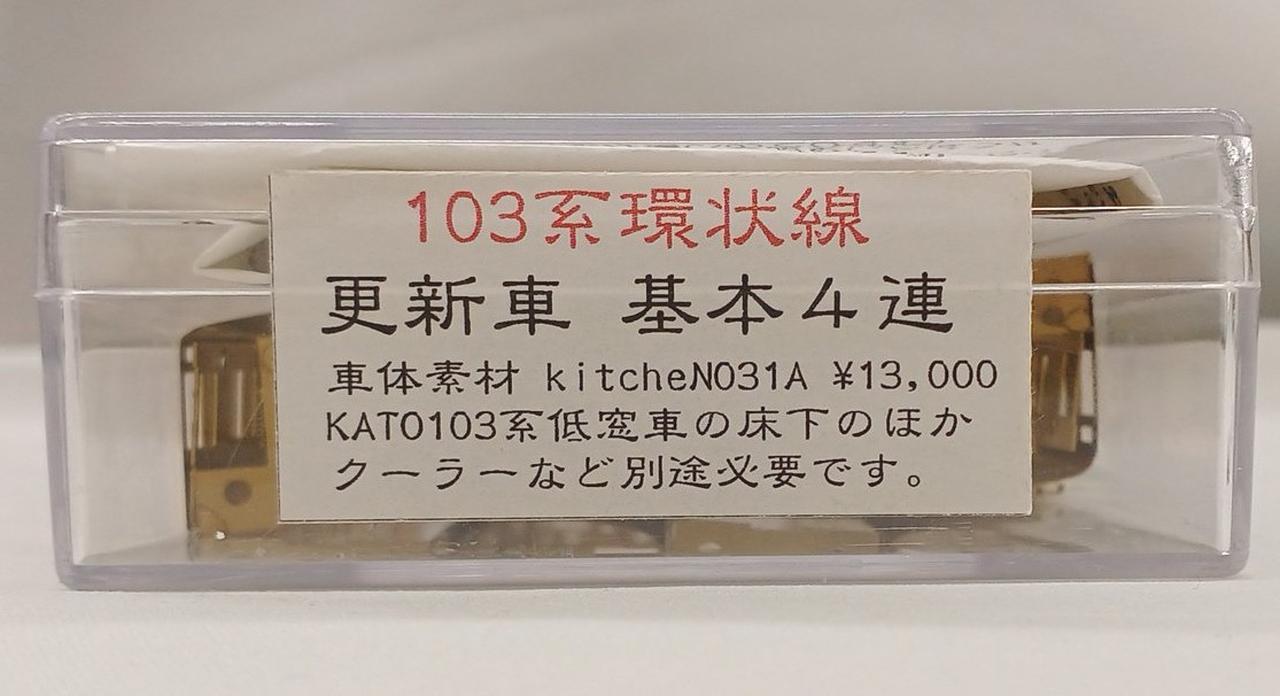 103系環状線
更新車 基本4連
車体素材 kitcheN031A ¥13,000
KATO103系低窓車の床下のほか
クーラーなど別途必要です。